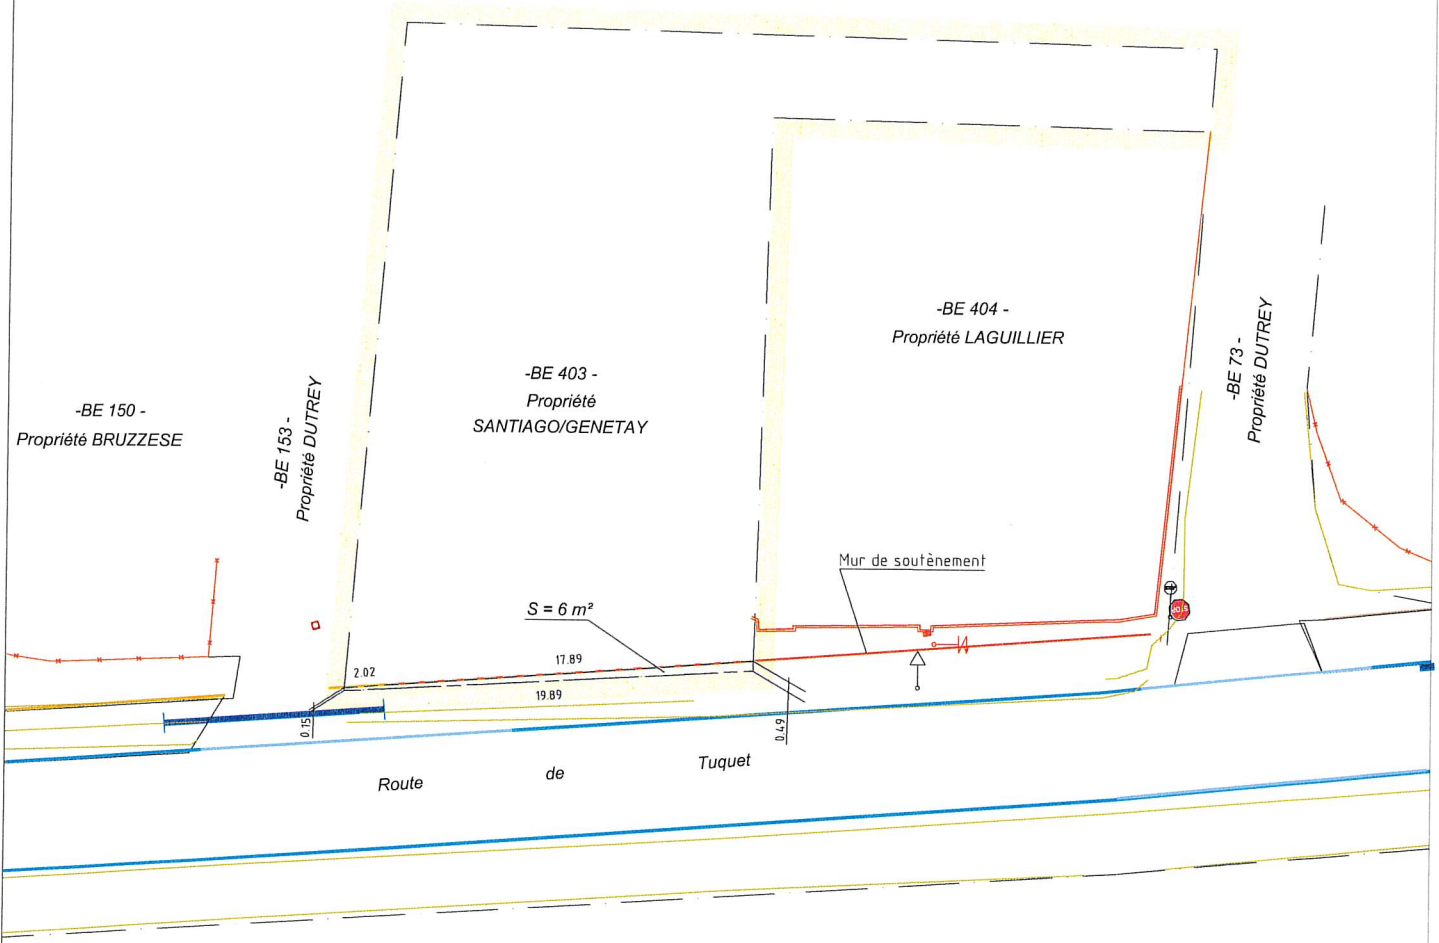 -BE 404 -
Propriété LAGUILLIER
-BE 73 -
Propriété DUTREY
-BE 403 -
Propriété
SANTIAGO/GENETAY
-BE 153 -
Propriété DUTREY
-BE 150 -
Propriété BRUZZESE
Mur de soutènement
S = 6 m²
STOP
2.02
17.89
19.89
0.15
0.49
Route de Tuquet